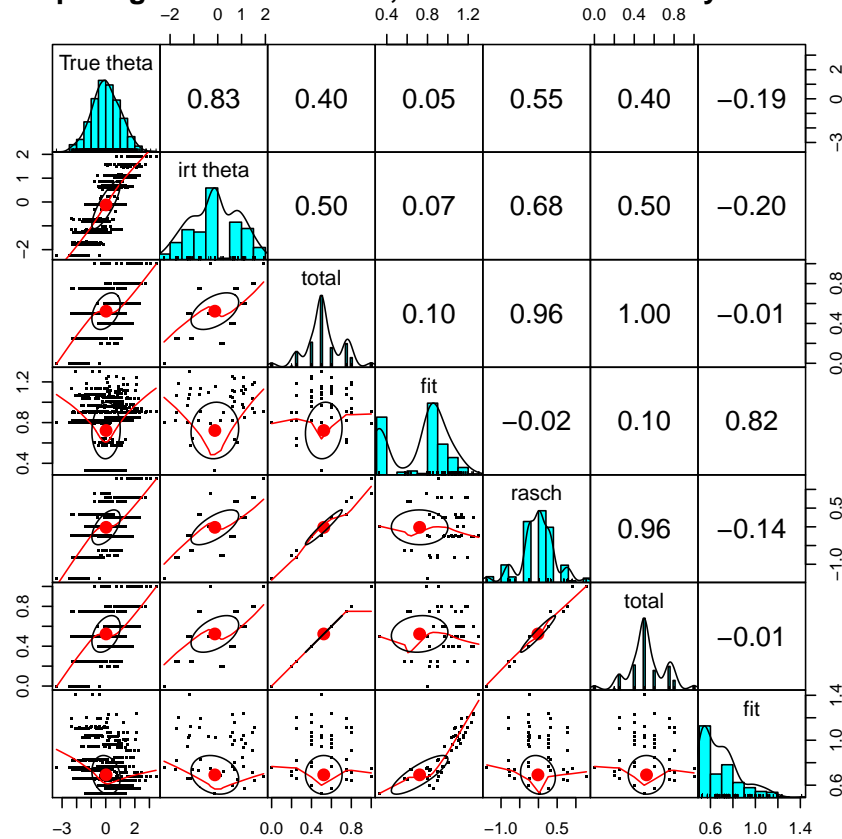 −2 0 1 2 0.4 0.8 1.2 0.0 0.4 0.8
True theta 0.83 0.40 0.05 0.55 0.40 −0.19
−3 0 2
irt theta 0.50 0.07 0.68 0.50 −0.20
−2 0 1 2
total 0.10 0.96 1.00 −0.01
0.0 0.4 0.8
fit −0.02 0.10 0.82
0.4 0.8 1.2
rasch 0.96 −0.14
−1.0 0.5
total −0.01
0.0 0.4 0.8
fit
0.6 1.0 1.4
−3 0 2 0.0 0.4 0.8 −1.0 0.5 0.6 1.0 1.4